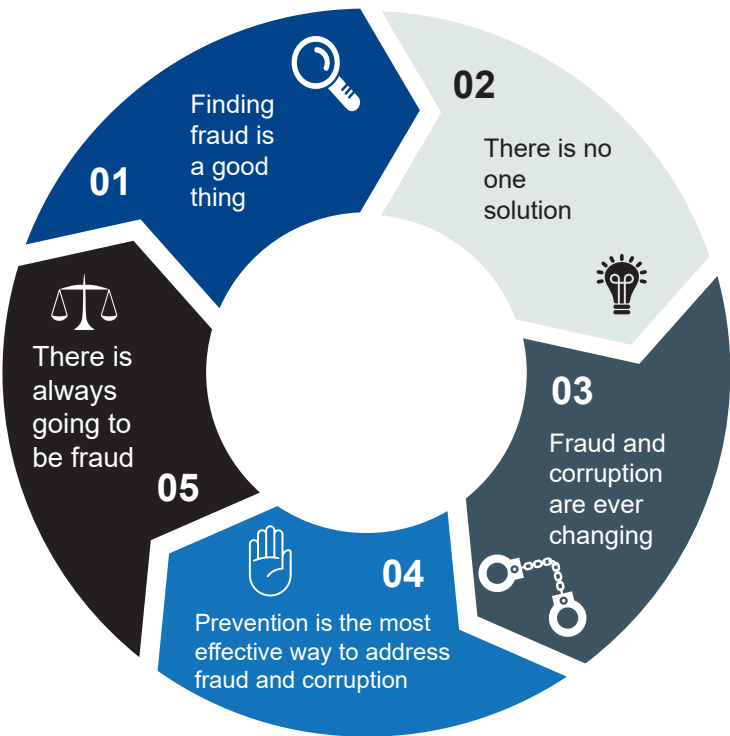 01
Finding
fraud is
a good
thing
02
There is no
one
solution
03
Fraud and
corruption
are ever
changing
04
Prevention is the most
effective way to address
fraud and corruption
05
There is
always
going to
be fraud